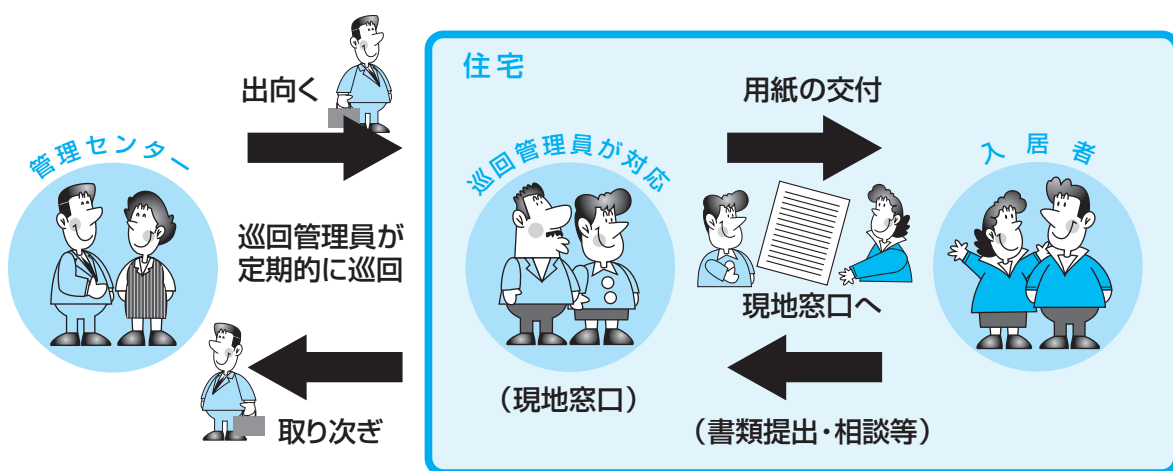 出向く
管理センター
巡回管理員が
定期的に巡回
取り次ぎ
住宅
巡回管理員が対応
(現地窓口)
用紙の交付
現地窓口へ
(書類提出・相談等)
入居者